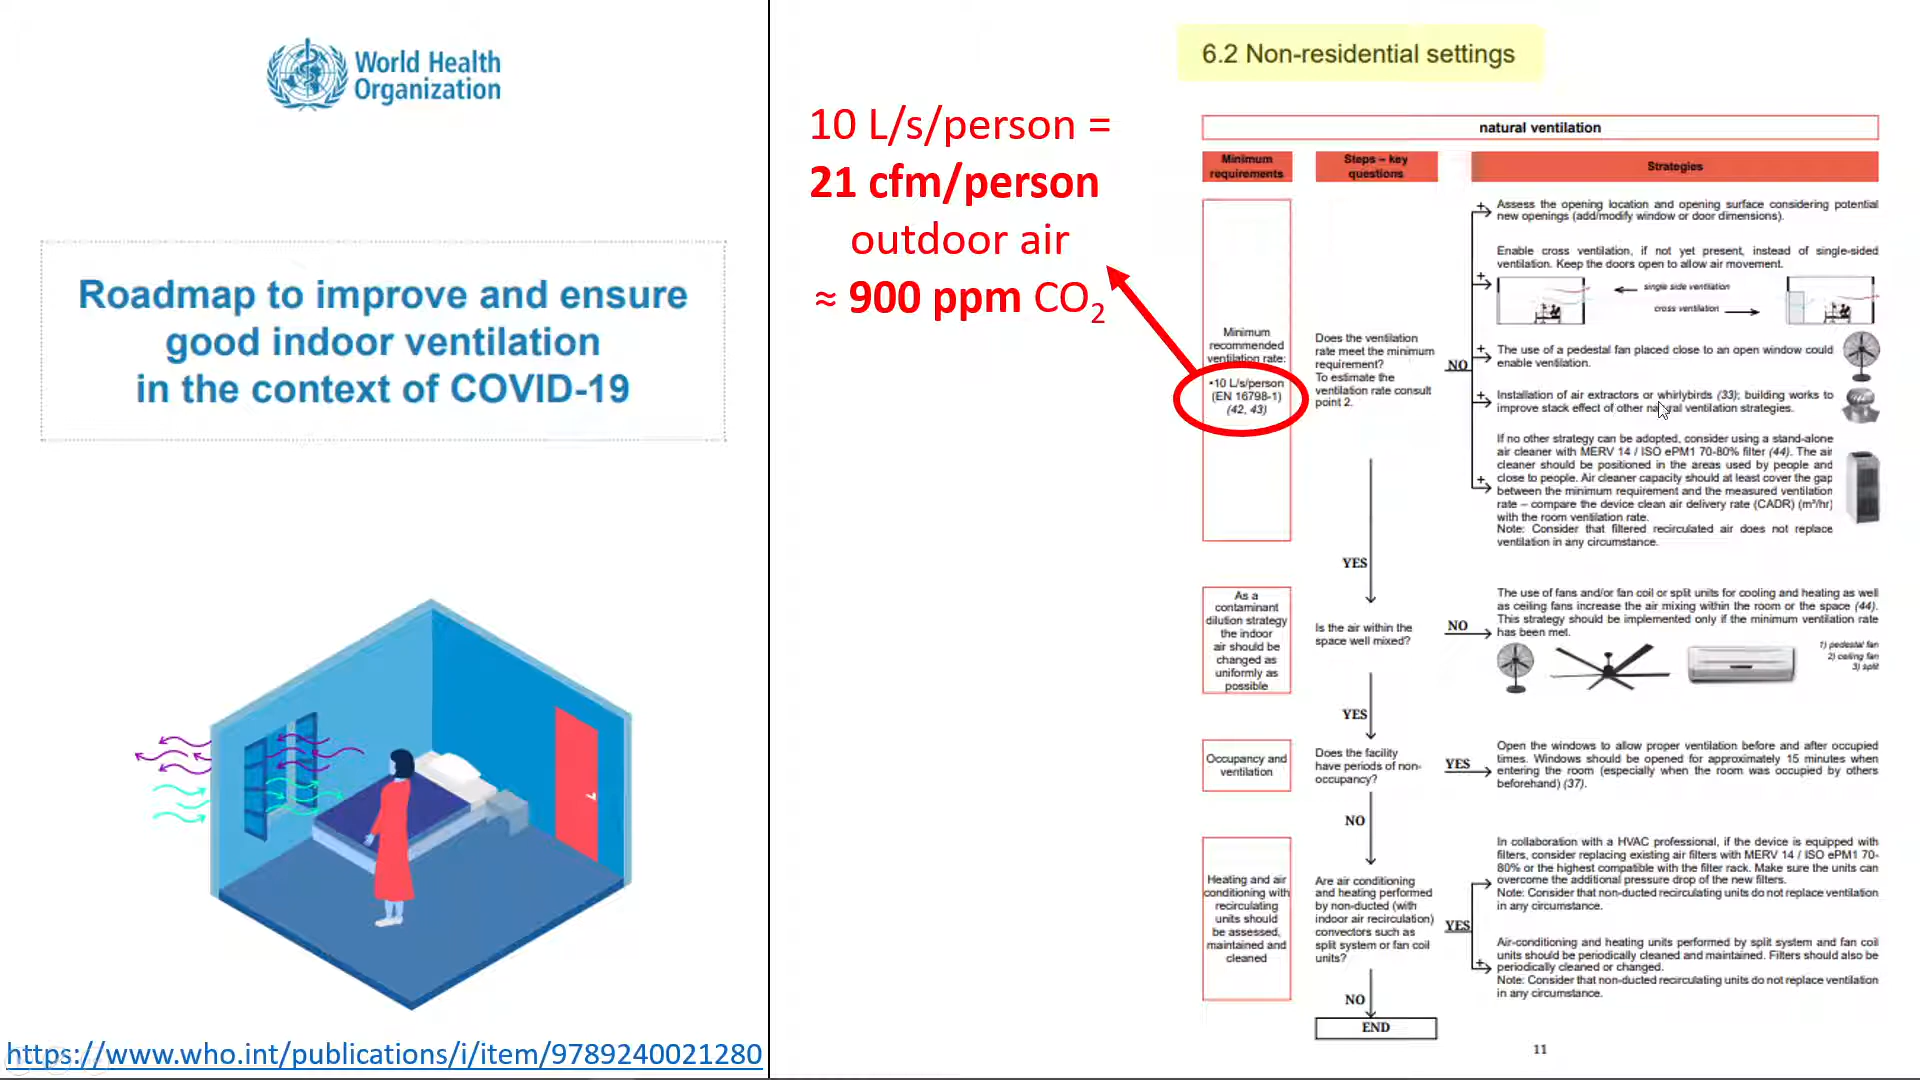 World Health
Organization
Roadmap to improve and ensure
good indoor ventilation
in the context of COVID-19
https://www.who.int/publications/i/item/9789240021280
10 L/s/person =
21 cfm/person
outdoor air
≈ 900 ppm CO2
6.2 Non-residential settings
natural ventilation
Minimum
requirements
Steps – key
questions
Strategies
Minimum
recommended
ventilation rate:
•10 L/s/person
(EN 16798-1)
(42, 43)
Does the ventilation
rate meet the minimum
requirement?
To estimate the
ventilation rate consult
point 2.
NO
+
Assess the opening location and opening surface considering potential
new openings (add/modify window or door dimensions).
+
Enable cross ventilation, if not yet present, instead of single-sided
ventilation. Keep the doors open to allow air movement.
single side ventilation
cross ventilation
+
The use of a pedestal fan placed close to an open window could
enable ventilation.
+
Installation of air extractors or whirlybirds (33); building works to
improve stack effect of other natural ventilation strategies.
+
If no other strategy can be adopted, consider using a stand-alone
air cleaner with MERV 14 / ISO ePM1 70-80% filter (44). The air
cleaner should be positioned in the areas used by people and
close to people. Air cleaner capacity should at least cover the gap
between the minimum requirement and the measured ventilation
rate – compare the device clean air delivery rate (CADR) (m³/hr)
with the room ventilation rate.
Note: Consider that filtered recirculated air does not replace
ventilation in any circumstance.
YES
As a
contaminant
dilution strategy
the indoor
air should be
changed as
uniformly as
possible
Is the air within the
space well mixed?
NO
The use of fans and/or fan coil or split units for cooling and heating as well
as ceiling fans increase the air mixing within the room or the space (44).
This strategy should be implemented only if the minimum ventilation rate
has been met.
1) pedestal fan
2) ceiling fan
3) split
YES
Occupancy and
ventilation
Does the facility
have periods of non-
occupancy?
YES
Open the windows to allow proper ventilation before and after occupied
times. Windows should be opened for approximately 15 minutes when
entering the room (especially when the room was occupied by others
beforehand) (37).
NO
Heating and air
conditioning with
recirculating
units should
be assessed,
maintained and
cleaned
Are air conditioning
and heating performed
by non-ducted (with
indoor air recirculation)
convectors such as
split system or fan coil
units?
YES
In collaboration with a HVAC professional, if the device is equipped with
filters, consider replacing existing air filters with MERV 14 / ISO ePM1 70-
80% or the highest compatible with the filter rack. Make sure the units can
overcome the additional pressure drop of the new filters.
Note: Consider that non-ducted recirculating units do not replace ventilation
in any circumstance.
+
Air-conditioning and heating units performed by split system and fan coil
units should be periodically cleaned and maintained. Filters should also be
periodically cleaned or changed.
Note: Consider that non-ducted recirculating units do not replace ventilation
in any circumstance.
NO
END
11